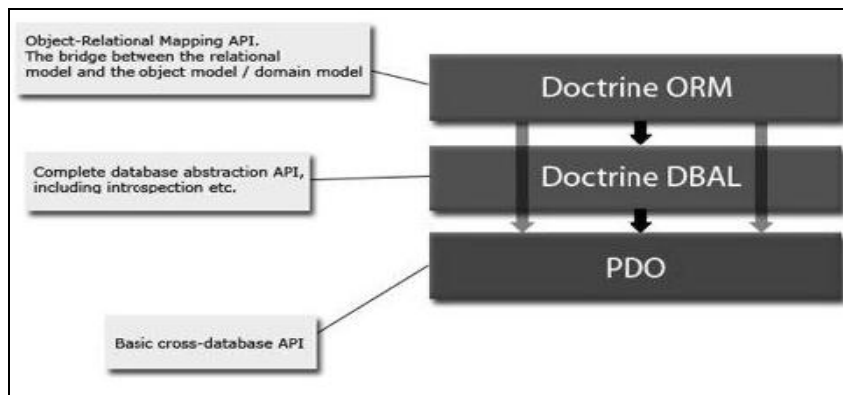 Object-Relational Mapping API.
The bridge between the relational
model and the object model / domain model
Doctrine ORM
Complete database abstraction API,
including introspection etc.
Doctrine DBAL
PDO
Basic cross-database API